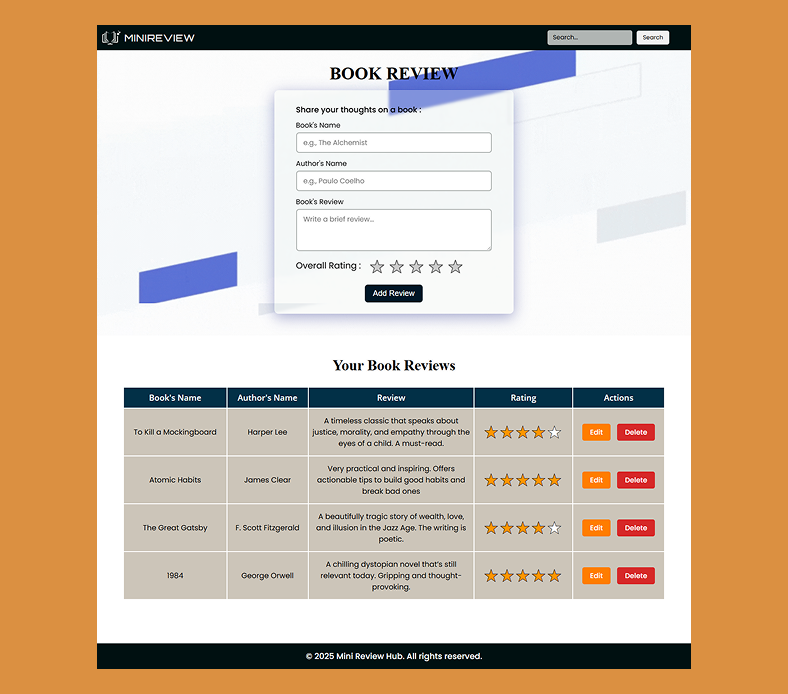 MINIREVIEW
Search... Search
BOOK REVIEW
Share your thoughts on a book :
Book's Name
e.g., The Alchemist
Author's Name
e.g., Paulo Coelho
Book's Review
Write a brief review...
Overall Rating :
Add Review
Your Book Reviews
Book's Name Author's Name Review Rating Actions
A timeless classic that speaks about
To Kill a Mockingboard Harper Lee justice, morality, and empathy through the Edit Delete
eyes of a child. A must-read.
Very practical and inspiring. Offers
Atomic Habits James Clear actionable tips to build good habits and Edit Delete
break bad ones
A beautifully tragic story of wealth, love,
The Great Gatsby F. Scott Fitzgerald and illusion in the Jazz Age. The writing is Edit Delete
poetic.
A chilling dystopian novel that's still
1984 George Orwell relevant today. Gripping and thought- Edit Delete
provoking.
© 2025 Mini Review Hub. All rights reserved.